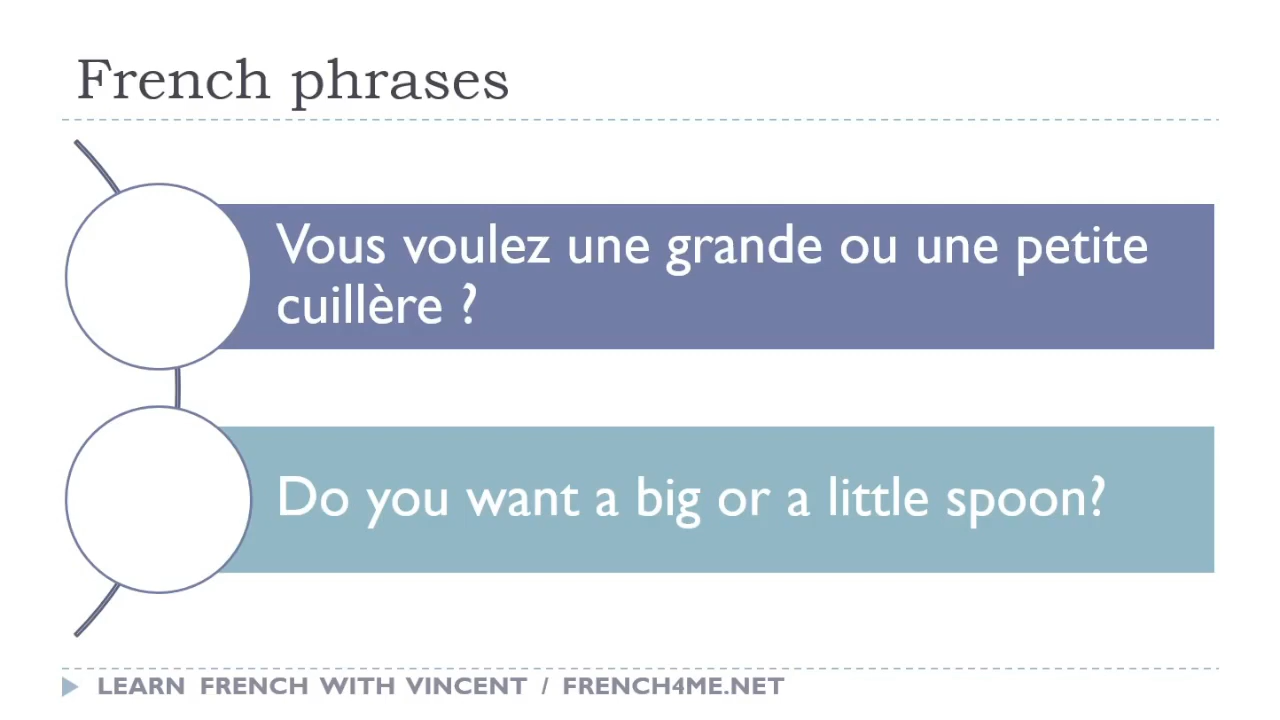 French phrases
Vous voulez une grande ou une petite
cuillère ?
Do you want a big or a little spoon?
LEARN FRENCH WITH VINCENT / FRENCH4ME.NET